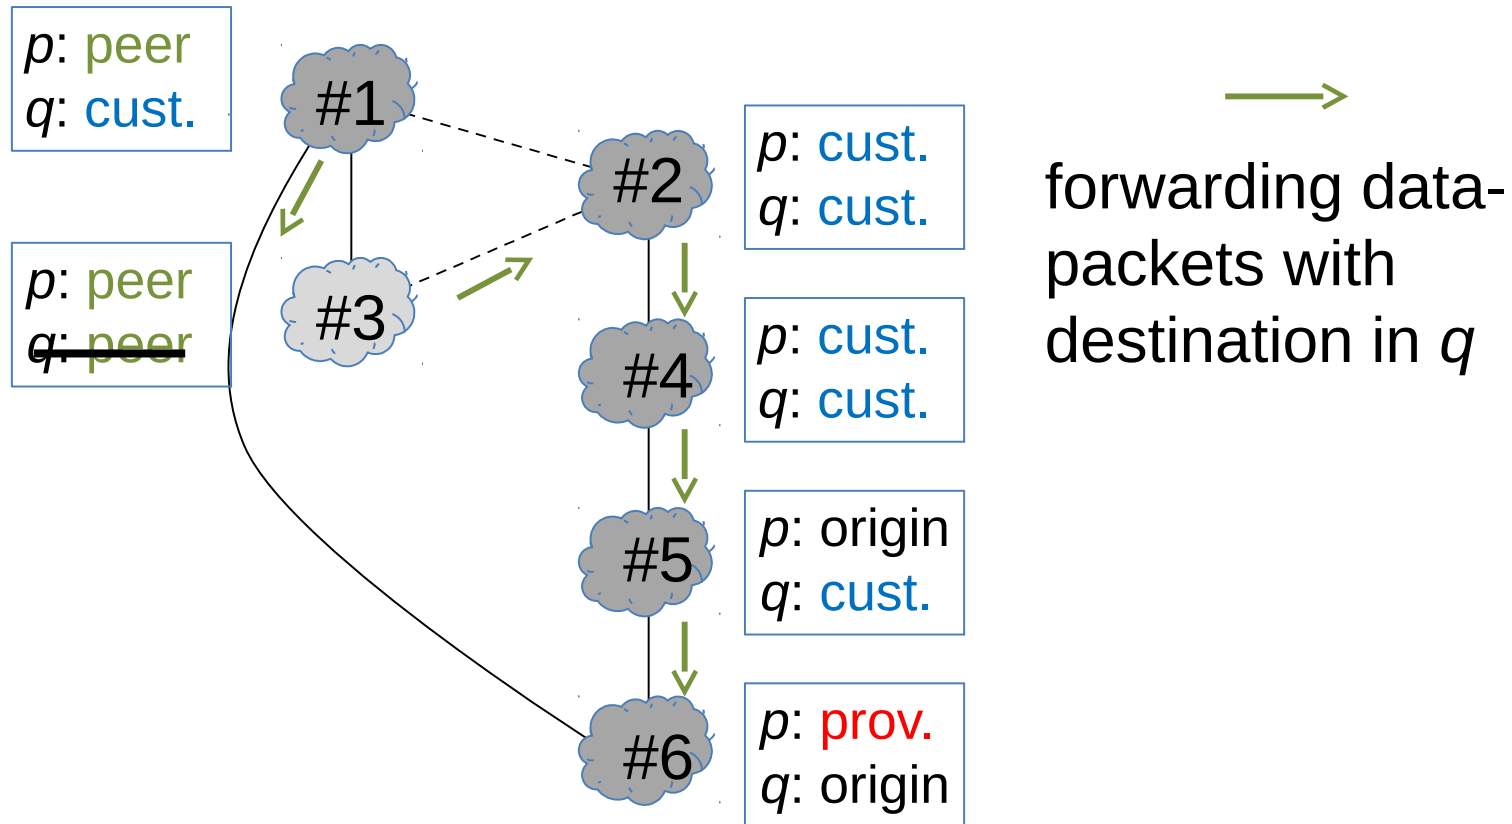 p: peer
q: cust.
#1
#2
p: cust.
q: cust.
forwarding data-
packets with
destination in q
p: peer
q: peer
#3
#4
p: cust.
q: cust.
#5
p: origin
q: cust.
#6
p: prov.
q: origin